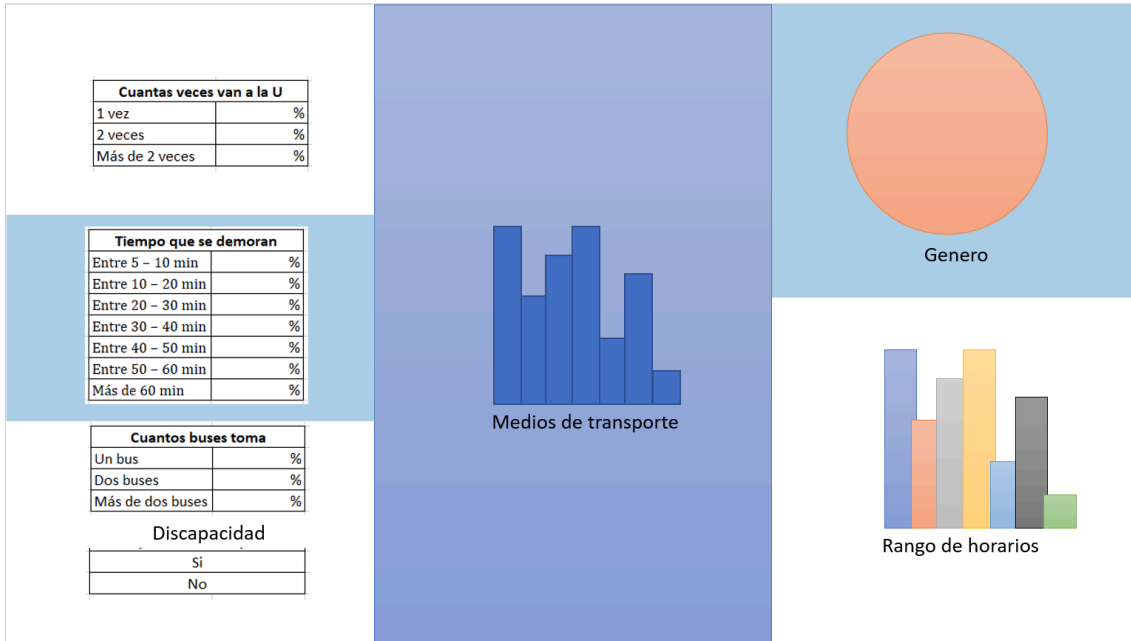 Cuantas veces van a la U
1 vez %
2 veces %
Más de 2 veces %
Tiempo que se demoran
Entre 5 – 10 min %
Entre 10 – 20 min %
Entre 20 – 30 min %
Entre 30 – 40 min %
Entre 40 – 50 min %
Entre 50 – 60 min %
Más de 60 min %
Cuantos buses toma
Un bus %
Dos buses %
Más de dos buses %
Discapacidad
Si
No
Medios de transporte
Genero
Rango de horarios